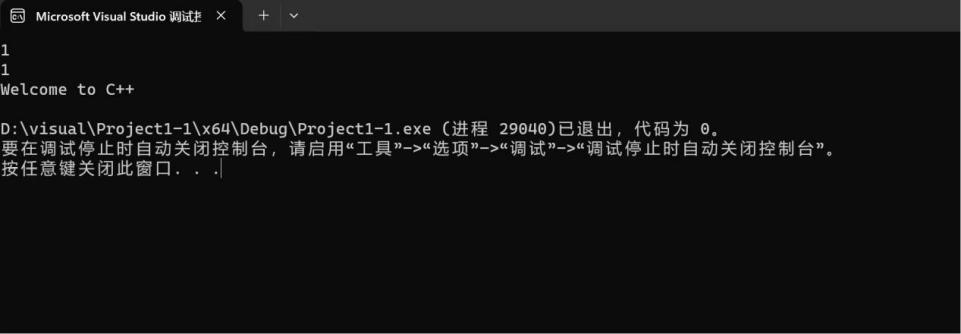 Microsoft Visual Studio 调试
1
1
Welcome to C++
D:\visual\Project1-1\x64\Debug\Project1-1.exe (进程 29040)已退出，代码为 0。
要在调试停止时自动关闭控制台，请启用“工具”->“选项”->“调试”->“调试停止时自动关闭控制台”。
按任意键关闭此窗口. . .